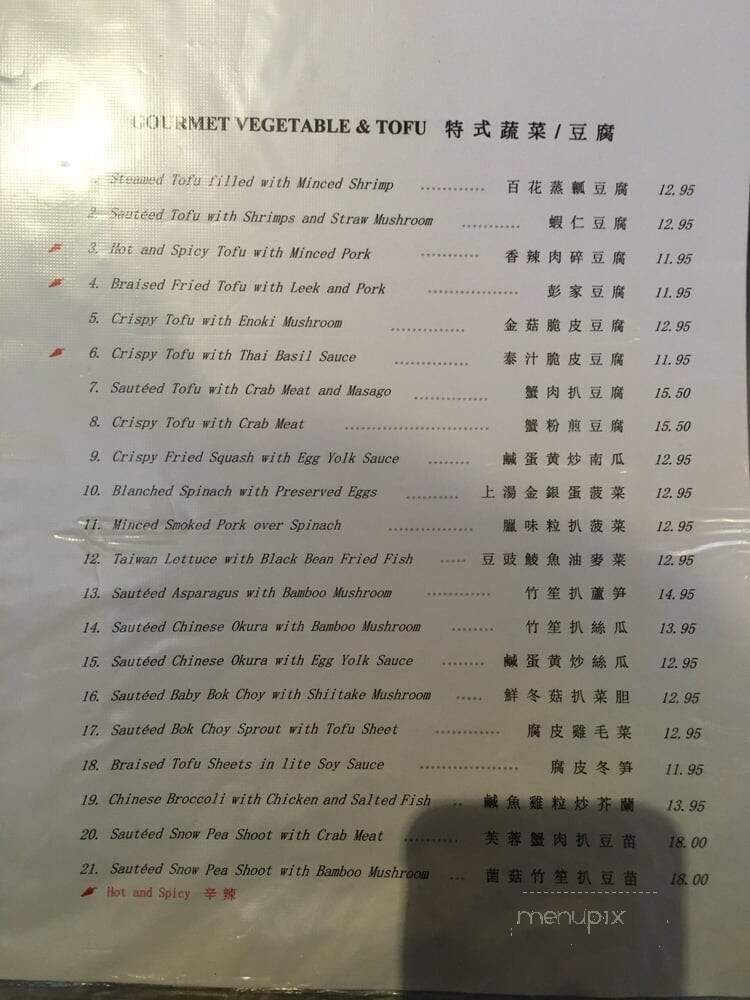 GOURMET VEGETABLE & TOFU 特式蔬菜/豆腐
1. Steamed Tofu filled with Minced Shrimp ............ 百花蒸瓤豆腐 12.95
2 Sautéed Tofu with Shrimps and Straw Mushroom ........... 蝦仁豆腐 12.95
3. Hot and Spicy Tofu with Minced Pork ........... 香辣肉碎豆腐 11.95
4. Braised Fried Tofu with Leek and Pork ................. 彭家豆腐 11.95
5. Crispy Tofu with Enoki Mushroom .............. 金菇脆皮豆腐 12.95
6. Crispy Tofu with Thai Basil Sauce .............. 泰汁脆皮豆腐 11.95
7. Sautéed Tofu with Crab Meat and Masago .............. 蟹肉扒豆腐 15.50
8. Crispy Tofu with Crab Meat ........................... 蟹粉煎豆腐 15.50
9. Crispy Fried Squash with Egg Yolk Sauce ........ 鹹蛋黄炒南瓜 12.95
10. Blanched Spinach with Preserved Eggs .......... 上湯金銀蛋菠菜 12.95
11. Minced Smoked Pork over Spinach ................ 臘味粒扒菠菜 12.95
12. Taiwan Lettuce with Black Bean Fried Fish ..... 豆豉鯪魚油麥菜 12.95
13. Sautéed Asparagus with Bamboo Mushroom ............ 竹笙扒蘆笋 14.95
14. Sautéed Chinese Okura with Bamboo Mushroom ........ 竹笙扒絲瓜 13.95
15. Sautéed Chinese Okura with Egg Yolk Sauce ........ 鹹蛋黄炒絲瓜 12.95
16. Sautéed Baby Bok Choy with Shiitake Mushroom ..... 鮮冬菇扒菜胆 12.95
17. Sautéed Bok Choy Sprout with Tofu Sheet ............ 腐皮雞毛菜 12.95
18. Braised Tofu Sheets in lite Soy Sauce .................. 腐皮冬笋 11.95
19. Chinese Broccoli with Chicken and Salted Fish .. 鹹魚雞粒炒芥蘭 13.95
20. Sautéed Snow Pea Shoot with Crab Meat .............. 芙蓉蟹肉扒豆苗 18.00
21. Sautéed Snow Pea Shoot with Bamboo Mushroom ... 菌菇竹笙扒豆苗 18.00
Hot and Spicy 辛辣
menupix